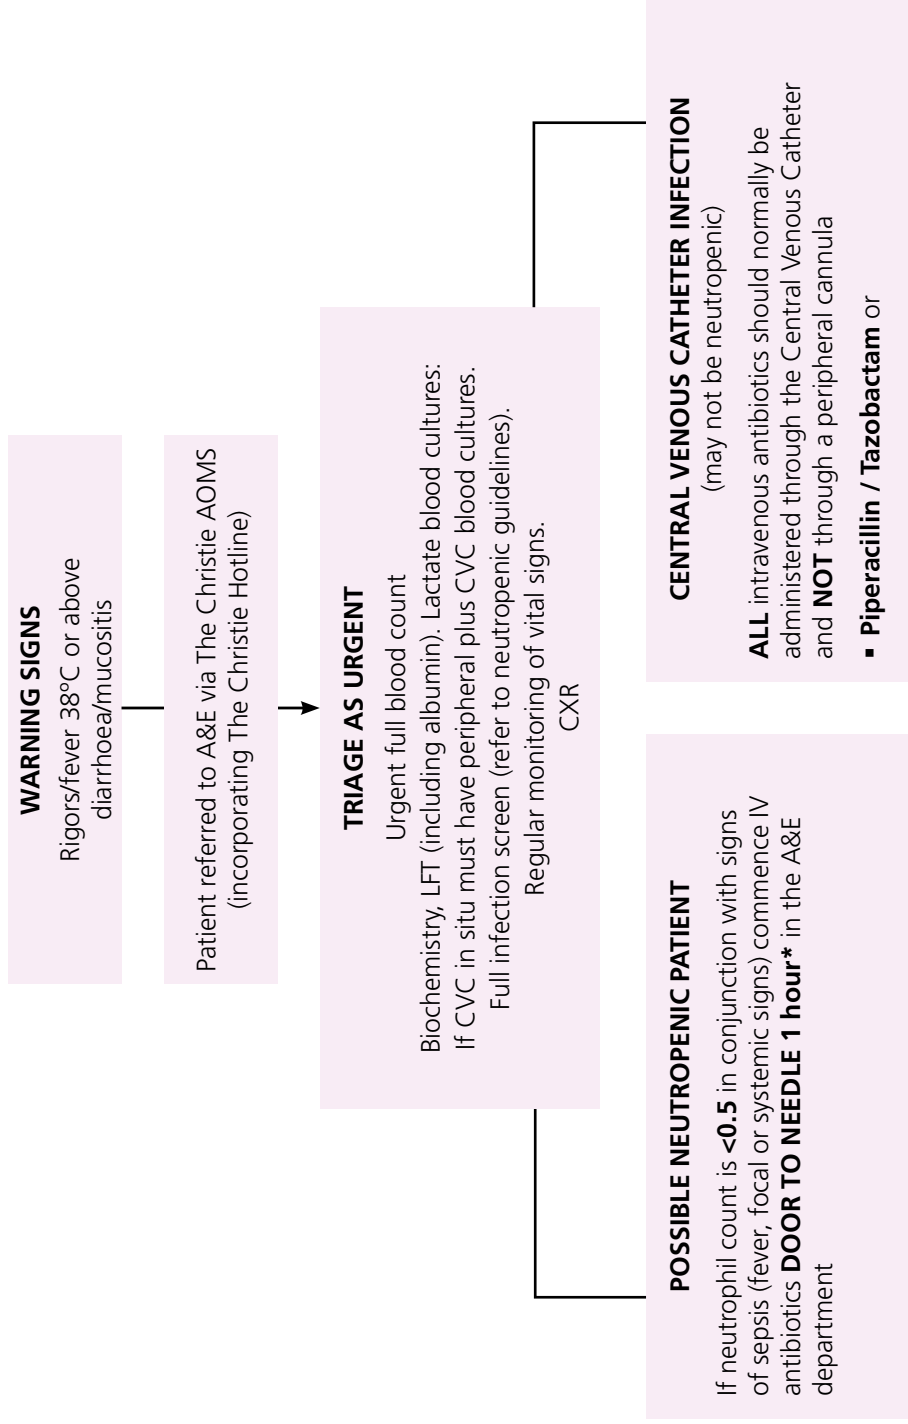 WARNING SIGNS
Rigors/fever 38ºC or above
diarrhoea/mucositis
Patient referred to A&E via The Christie AOMS
(incorporating The Christie Hotline)
TRIAGE AS URGENT
Urgent full blood count
Biochemistry, LFT (including albumin). Lactate blood cultures:
If CVC in situ must have peripheral plus CVC blood cultures.
Full infection screen (refer to neutropenic guidelines).
Regular monitoring of vital signs.
CXR
POSSIBLE NEUTROPENIC PATIENT
If neutrophil count is <0.5 in conjunction with signs
of sepsis (fever, focal or systemic signs) commence IV
antibiotics DOOR TO NEEDLE 1 hour* in the A&E
department
CENTRAL VENOUS CATHETER INFECTION
(may not be neutropenic)
ALL intravenous antibiotics should normally be
administered through the Central Venous Catheter
and NOT through a peripheral cannula
▪ Piperacillin / Tazobactam or